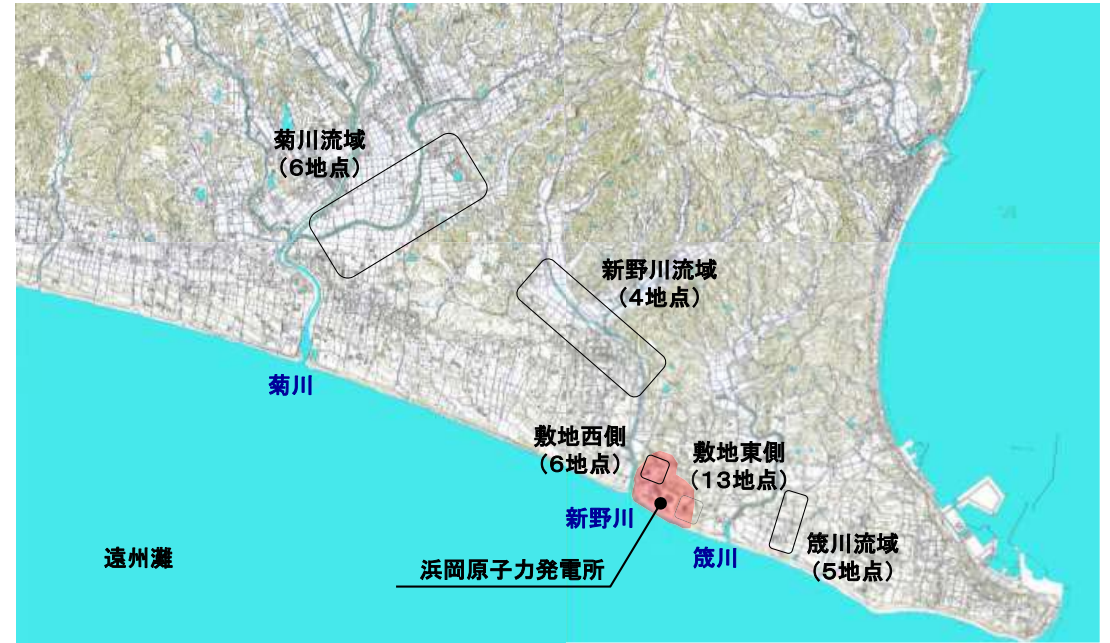 菊川流域
(6地点)
新野川流域
(4地点)
菊川
敷地西側
(6地点)
敷地東側
(13地点)
新野川
筬川
筬川流域
(5地点)
遠州灘
浜岡原子力発電所